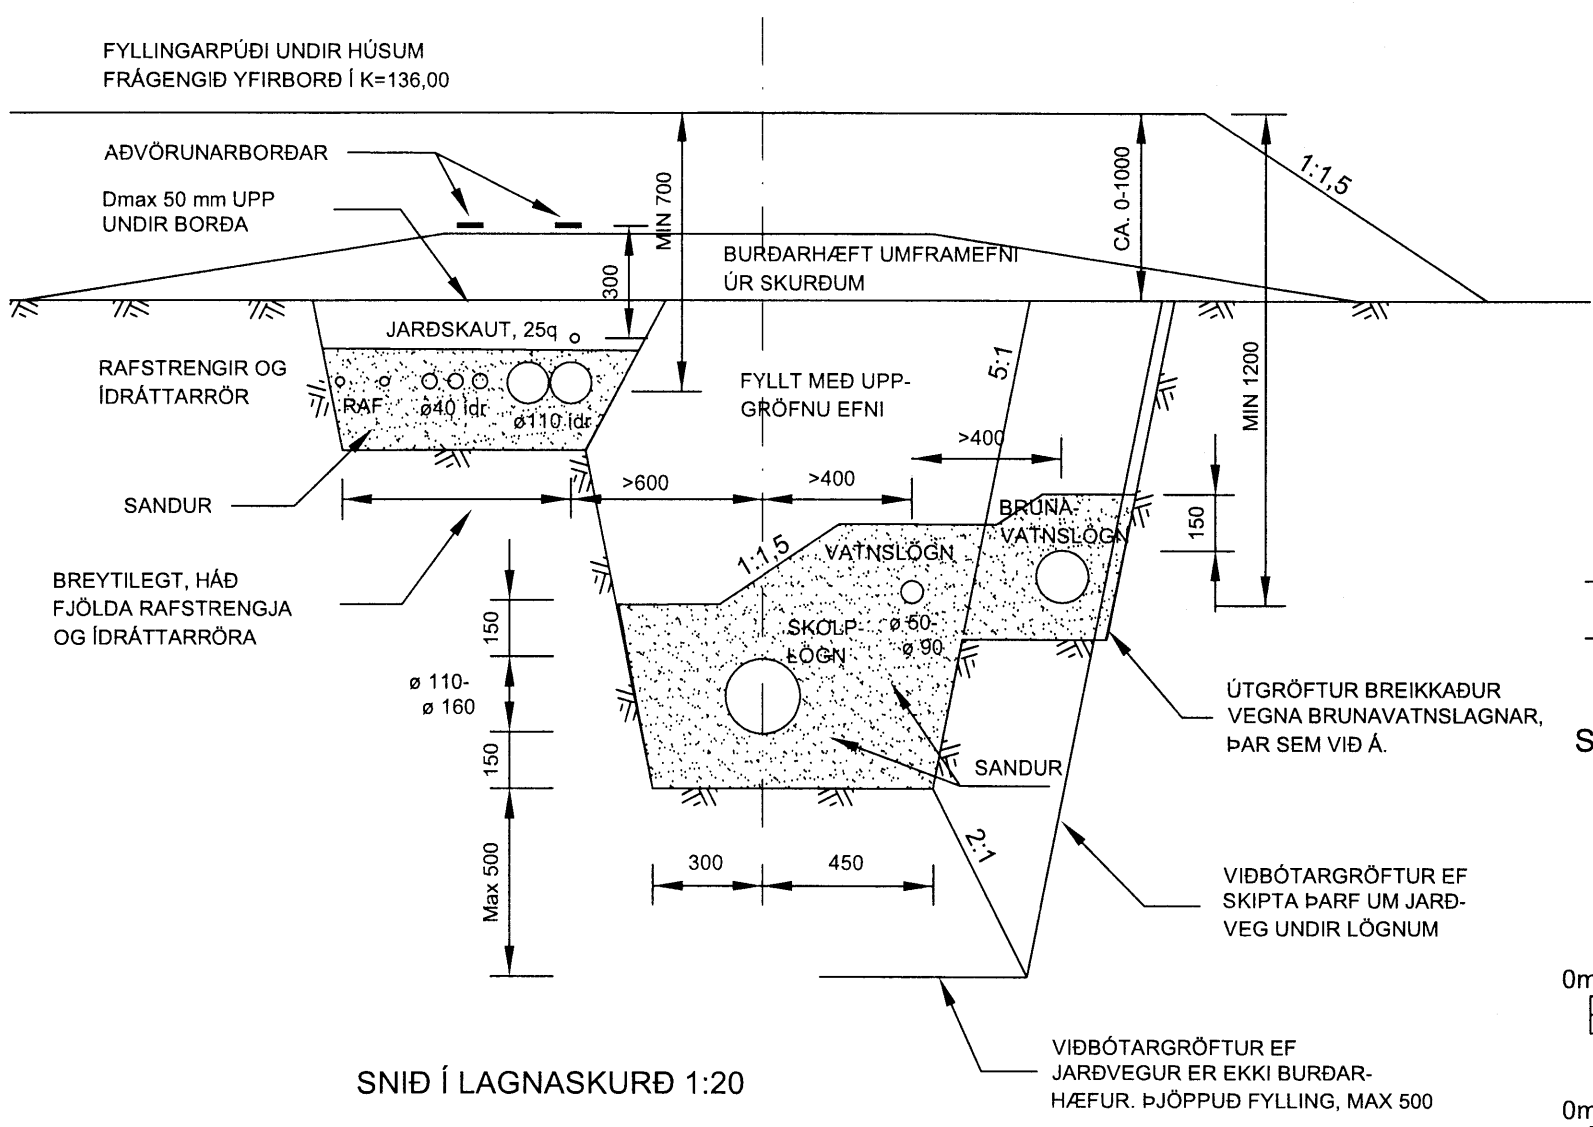 FYLLINGARPÚÐI UNDIR HÚSUM
FRÁGENGIÐ YFIRBORÐ Í K=136,00
AÐVÖRUNARBORÐAR
Dmax 50 mm UPP
UNDIR BORÐA
MIN 700
CA. 0-1000
1:1,5
300
BURÐARHÆFT UMFRAMEFNI
ÚR SKURÐUM
JARÐSKAUT, 25q
RAFSTRENGIR OG
ÍDRÁTTARRÖR
RAF
ø40 ídr
ø110 ídr
FYLLT MEÐ UPP-
GRÖFNU EFNI
5:1
MIN 1200
>400
>600
>400
SANDUR
BRUNA-
VATNSLÖGN
150
1:1,5
VATNSLÖGN
BREYTILEGT, HÁÐ
FJÖLDA RAFSTRENGJA
OG ÍDRÁTTARRÖRA
150
SKOLP-
LÖGN
ø 50-
ø 90
ø 110-
ø 160
150
ÚTGRÖFTUR BREIKKAÐUR
VEGNA BRUNAVATNSLAGNAR,
ÞAR SEM VIÐ Á.
S
SANDUR
Max 500
300
450
2:1
VIÐBÓTARGRÖFTUR EF
SKIPTA ÞARF UM JARÐ-
VEG UNDIR LÖGNUM
0m
VIÐBÓTARGRÖFTUR EF
JARÐVEGUR ER EKKI BURÐAR-
HÆFUR. ÞJÖPPUÐ FYLLING, MAX 500
SNIÐ Í LAGNASKURÐ 1:20
0m